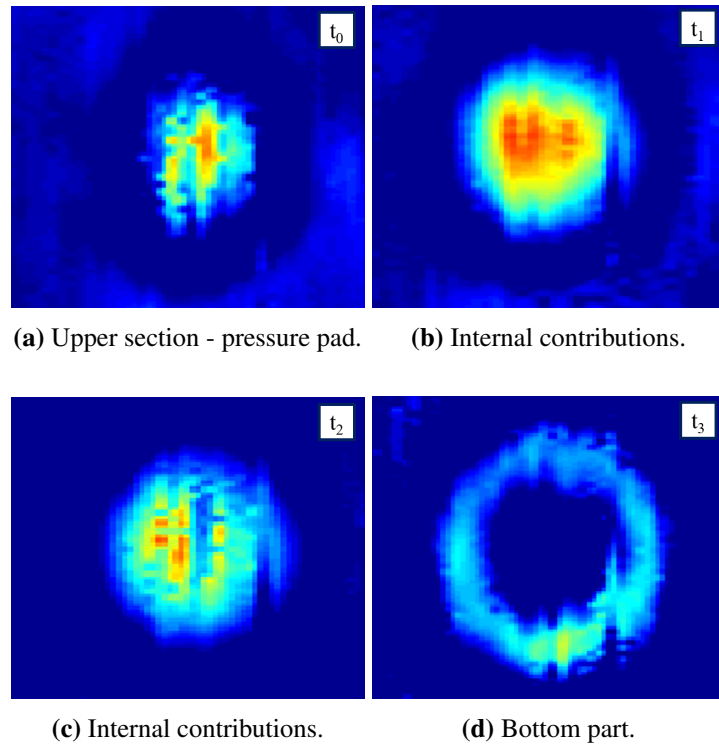 t0
t1
(a) Upper section - pressure pad.
(b) Internal contributions.
t2
t3
(c) Internal contributions.
(d) Bottom part.